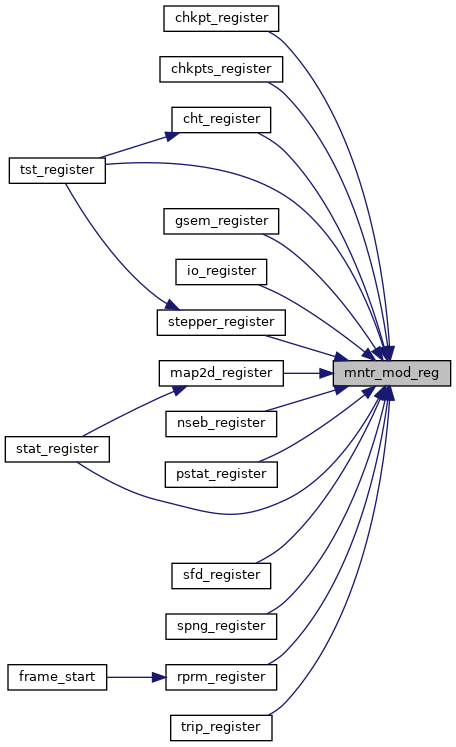 chkpt_register
chkpts_register
cht_register
tst_register
gsem_register
io_register
stepper_register
map2d_register
mntr_mod_reg
nseb_register
stat_register
pstat_register
sfd_register
spng_register
frame_start
rprm_register
trip_register